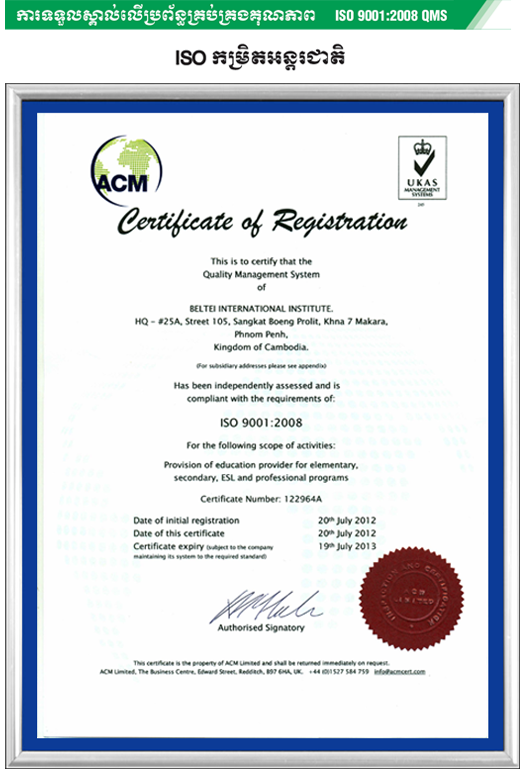 ការទទួលស្គាល់លើប្រព័ន្ធគ្រប់គ្រងគុណភាព ISO 9001:2008 QMS
ISO កម្រិតអន្តរជាតិ
ACM
UKAS
MANAGEMENT
SYSTEMS
Certificate of Registration
This is to certify that the
Quality Management System
of
BELTEI INTERNATIONAL INSTITUTE.
HQ – #25A, Street 105, Sangkat Boeng Prolit, Khna 7 Makara,
Phnom Penh,
Kingdom of Cambodia.
(For subsidiary addresses please see appendix)
Has been independently assessed and is
compliant with the requirements of:
ISO 9001:2008
For the following scope of activities:
Provision of education provider for elementary,
secondary, ESL and professional programs
Certificate Number: 122964A
Date of initial registration 20th July 2012
Date of this certificate 20th July 2012
Certificate expiry (subject to the company 19th July 2013
maintaining its system to the required standard)
INSPECTION AND CERTIFICATION
ACM
LIMITED
Authorised Signatory
This certificate is the property of ACM Limited and shall be returned immediately on request.
ACM Limited, The Business Centre, Edward Street, Redditch, B97 6HA, UK. +44 (0)1527 584 759 info@acmcert.com